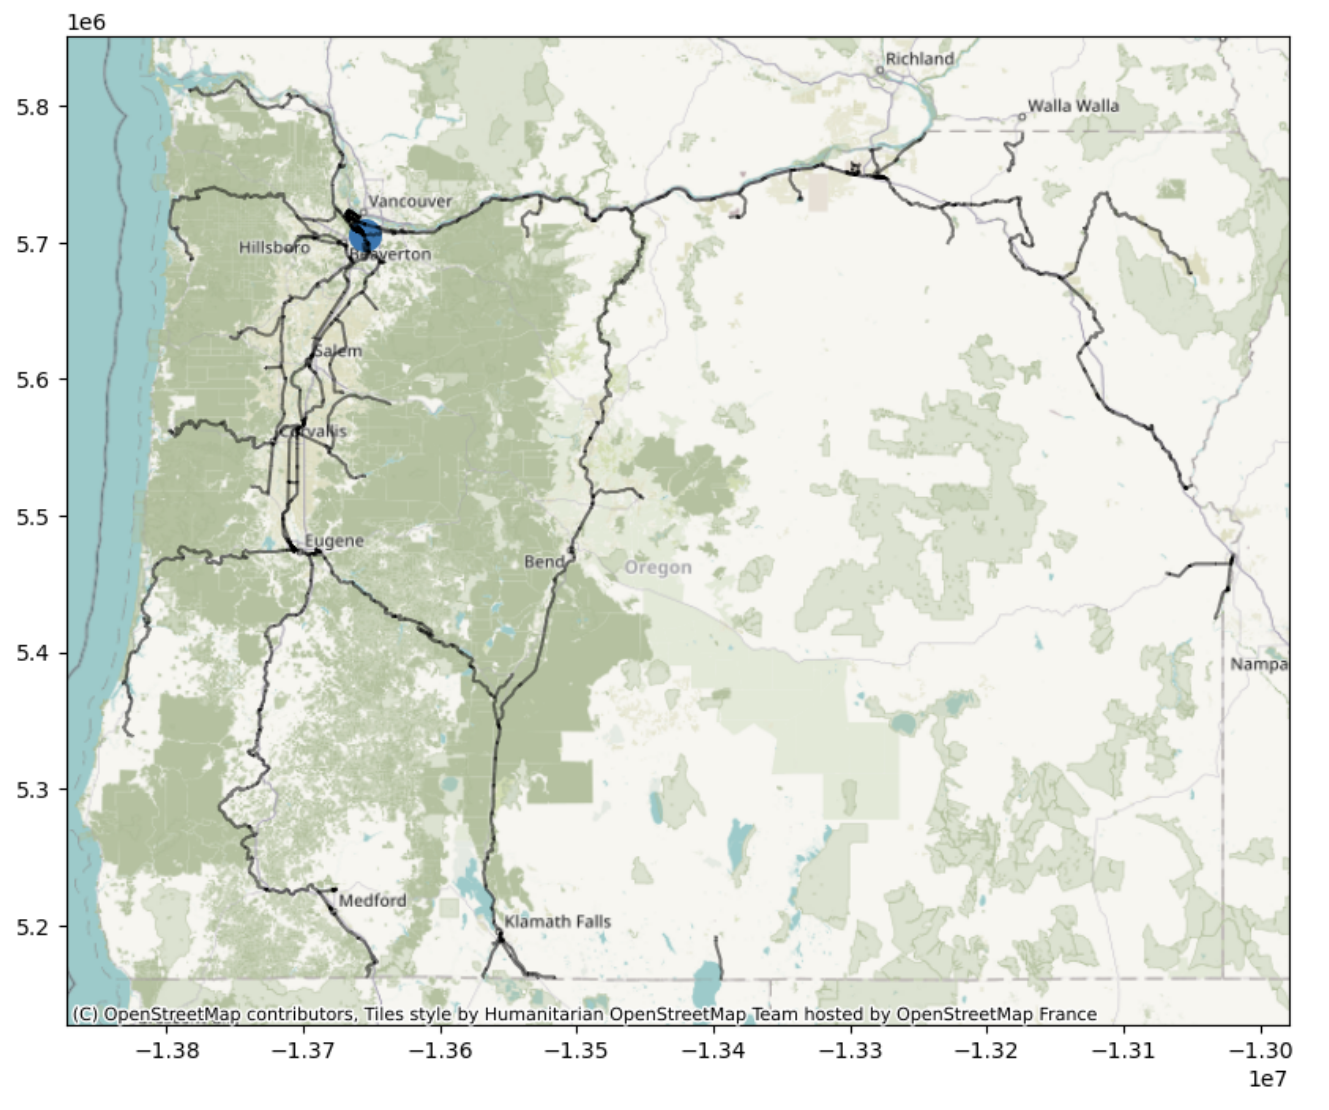 1e6
Richland
5.8
Walla Walla
Vancouver
5.7
Hillsboro
Beaverton
Salem
5.6
Corvallis
5.5
Eugene
Bend
Oregon
5.4
Nampa
5.3
Medford
Klamath Falls
5.2
(C) OpenStreetMap contributors, Tiles style by Humanitarian OpenStreetMap Team hosted by OpenStreetMap France
−1.38 −1.37 −1.36 −1.35 −1.34 −1.33 −1.32 −1.31 −1.30
1e7